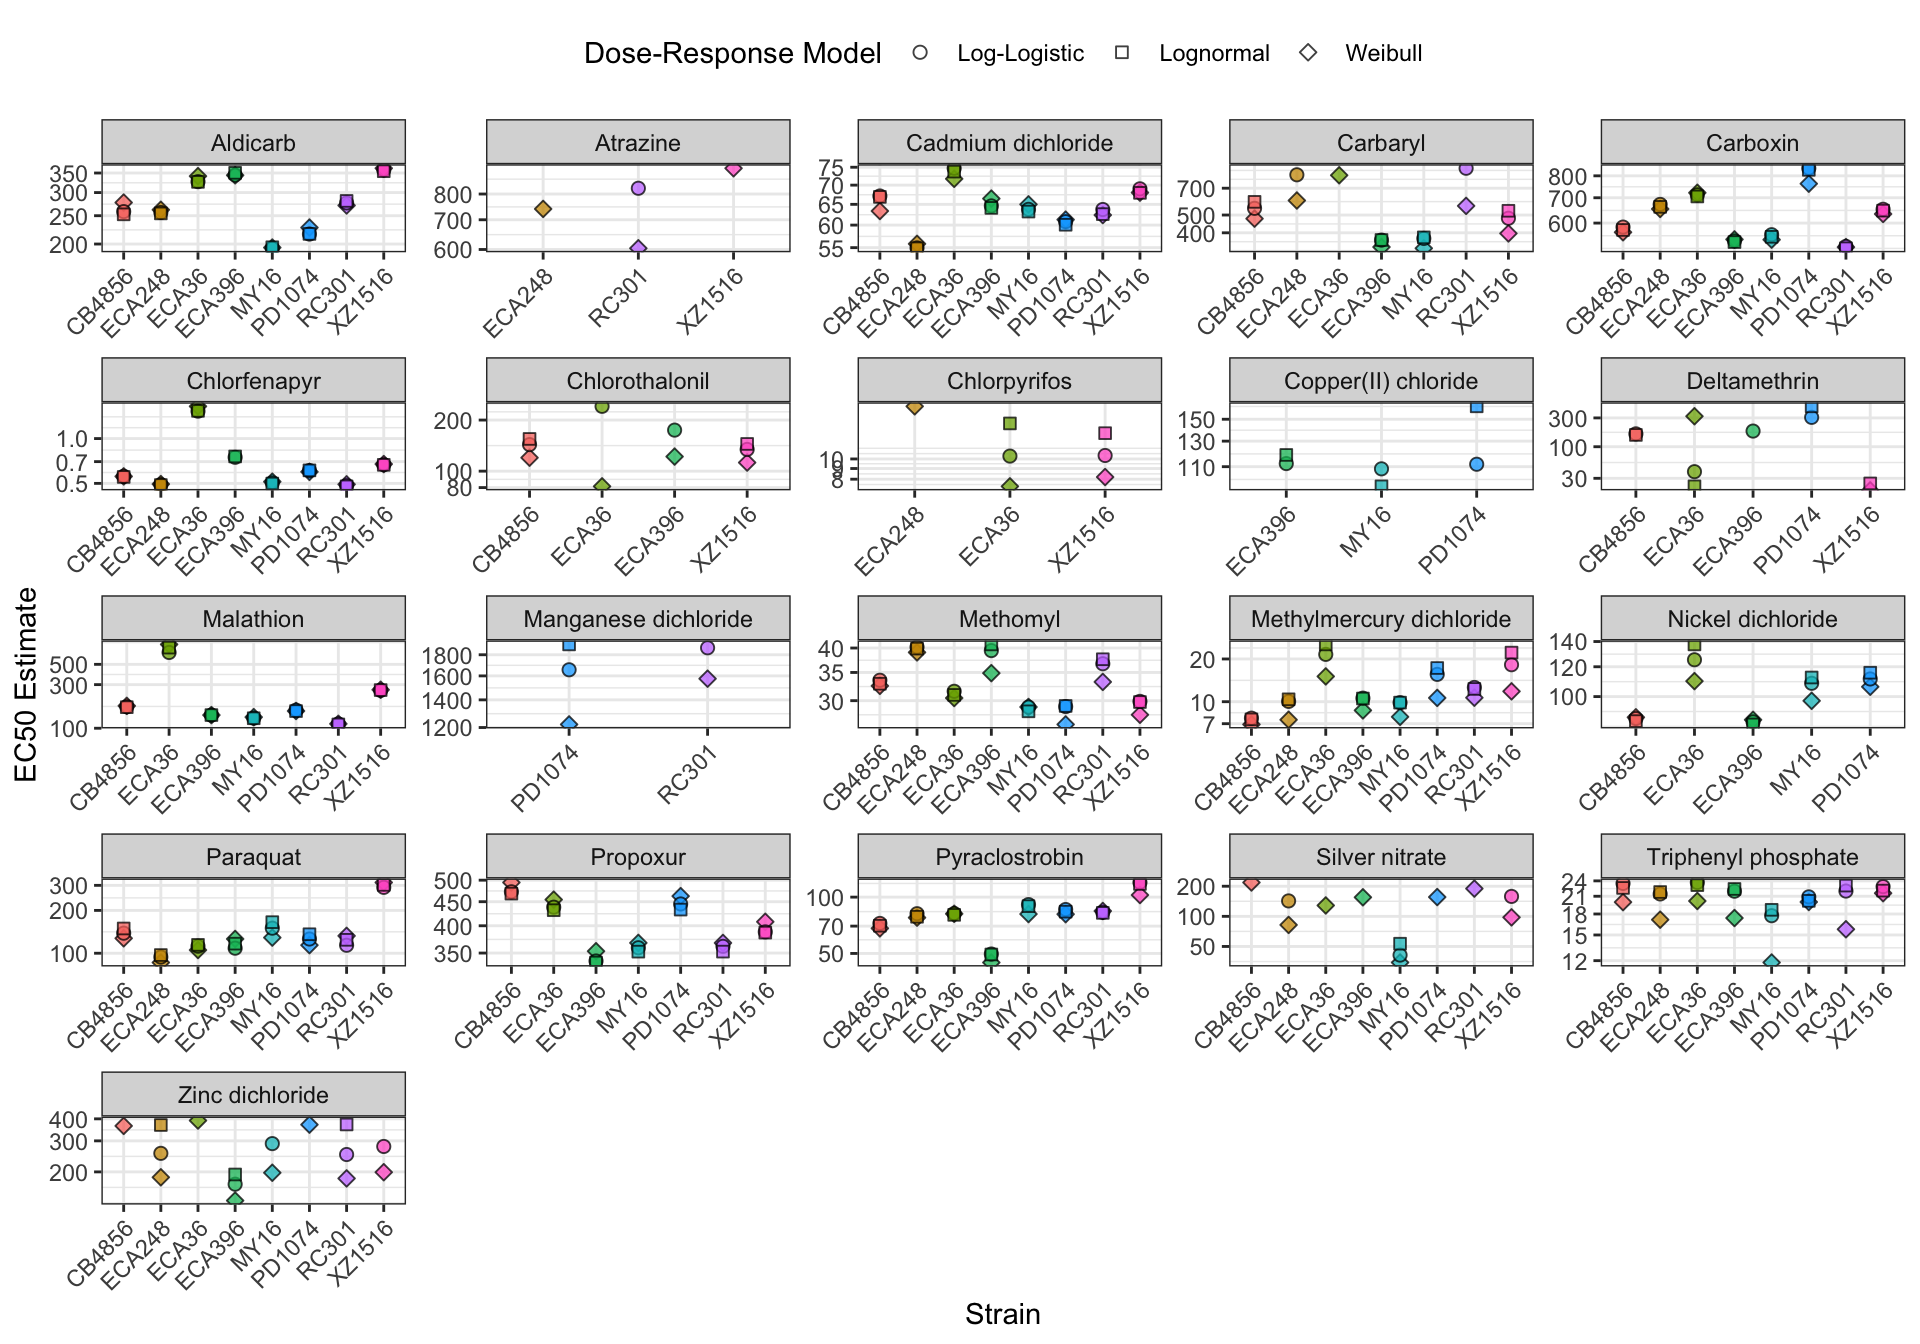 Dose-Response Model Log-Logistic Lognormal Weibull
Aldicarb Atrazine Cadmium dichloride Carbaryl Carboxin
350
300
250
200
800
700
600
75
70
65
60
55
700
500
400
800
700
600
CB4856 ECA248 ECA36 ECA396 MY16 PD1074 RC301 XZ1516
ECA248 RC301 XZ1516
CB4856 ECA248 ECA36 ECA396 MY16 PD1074 RC301 XZ1516
CB4856 ECA248 ECA36 ECA396 MY16 RC301 XZ1516
CB4856 ECA248 ECA36 ECA396 MY16 PD1074 RC301 XZ1516
Chlorfenapyr Chlorothalonil Chlorpyrifos Copper(II) chloride Deltamethrin
1.0
0.7
0.5
200
100
80
10
9
8
150
130
110
300
100
30
CB4856 ECA248 ECA36 ECA396 MY16 PD1074 RC301 XZ1516
CB4856 ECA36 ECA396 XZ1516
ECA248 ECA36 XZ1516
ECA396 MY16 PD1074
CB4856 ECA36 ECA396 PD1074 XZ1516
EC50 Estimate
Malathion Manganese dichloride Methomyl Methylmercury dichloride Nickel dichloride
500
300
100
1800
1600
1400
1200
40
35
30
20
10
7
140
120
100
CB4856 ECA36 ECA396 MY16 PD1074 RC301 XZ1516
PD1074 RC301
CB4856 ECA248 ECA36 ECA396 MY16 PD1074 RC301 XZ1516
CB4856 ECA248 ECA36 ECA396 MY16 PD1074 RC301 XZ1516
CB4856 ECA36 ECA396 MY16 PD1074
Paraquat Propoxur Pyraclostrobin Silver nitrate Triphenyl phosphate
300
200
100
500
450
400
350
100
70
50
200
100
50
24
21
18
15
12
CB4856 ECA248 ECA36 ECA396 MY16 PD1074 RC301 XZ1516
CB4856 ECA36 ECA396 MY16 PD1074 RC301 XZ1516
CB4856 ECA248 ECA36 ECA396 MY16 PD1074 RC301 XZ1516
CB4856 ECA248 ECA36 ECA396 MY16 PD1074 RC301 XZ1516
CB4856 ECA248 ECA36 ECA396 MY16 PD1074 RC301 XZ1516
Zinc dichloride
400
300
200
CB4856 ECA248 ECA36 ECA396 MY16 PD1074 RC301 XZ1516
Strain